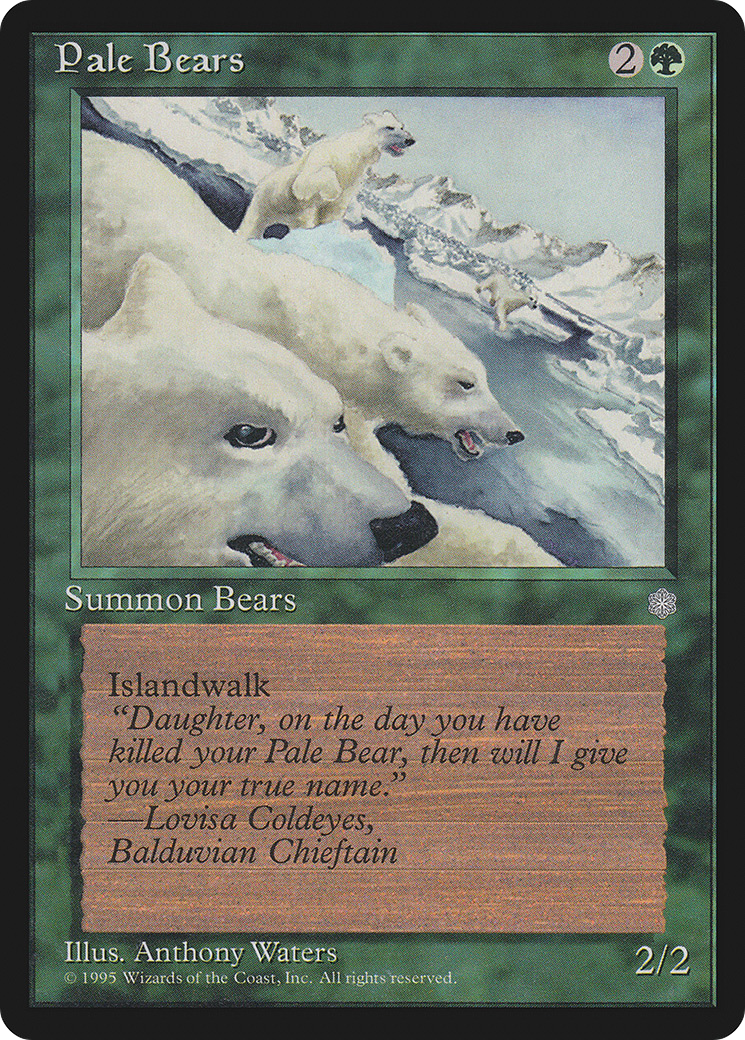 Pale Bears
2
Summon Bears
Islandwalk
“Daughter, on the day you have
killed your Pale Bear, then will I give
you your true name.”
—Lovisa Coldeyes,
Balduvian Chieftain
Illus. Anthony Waters
2/2
© 1995 Wizards of the Coast, Inc. All rights reserved.